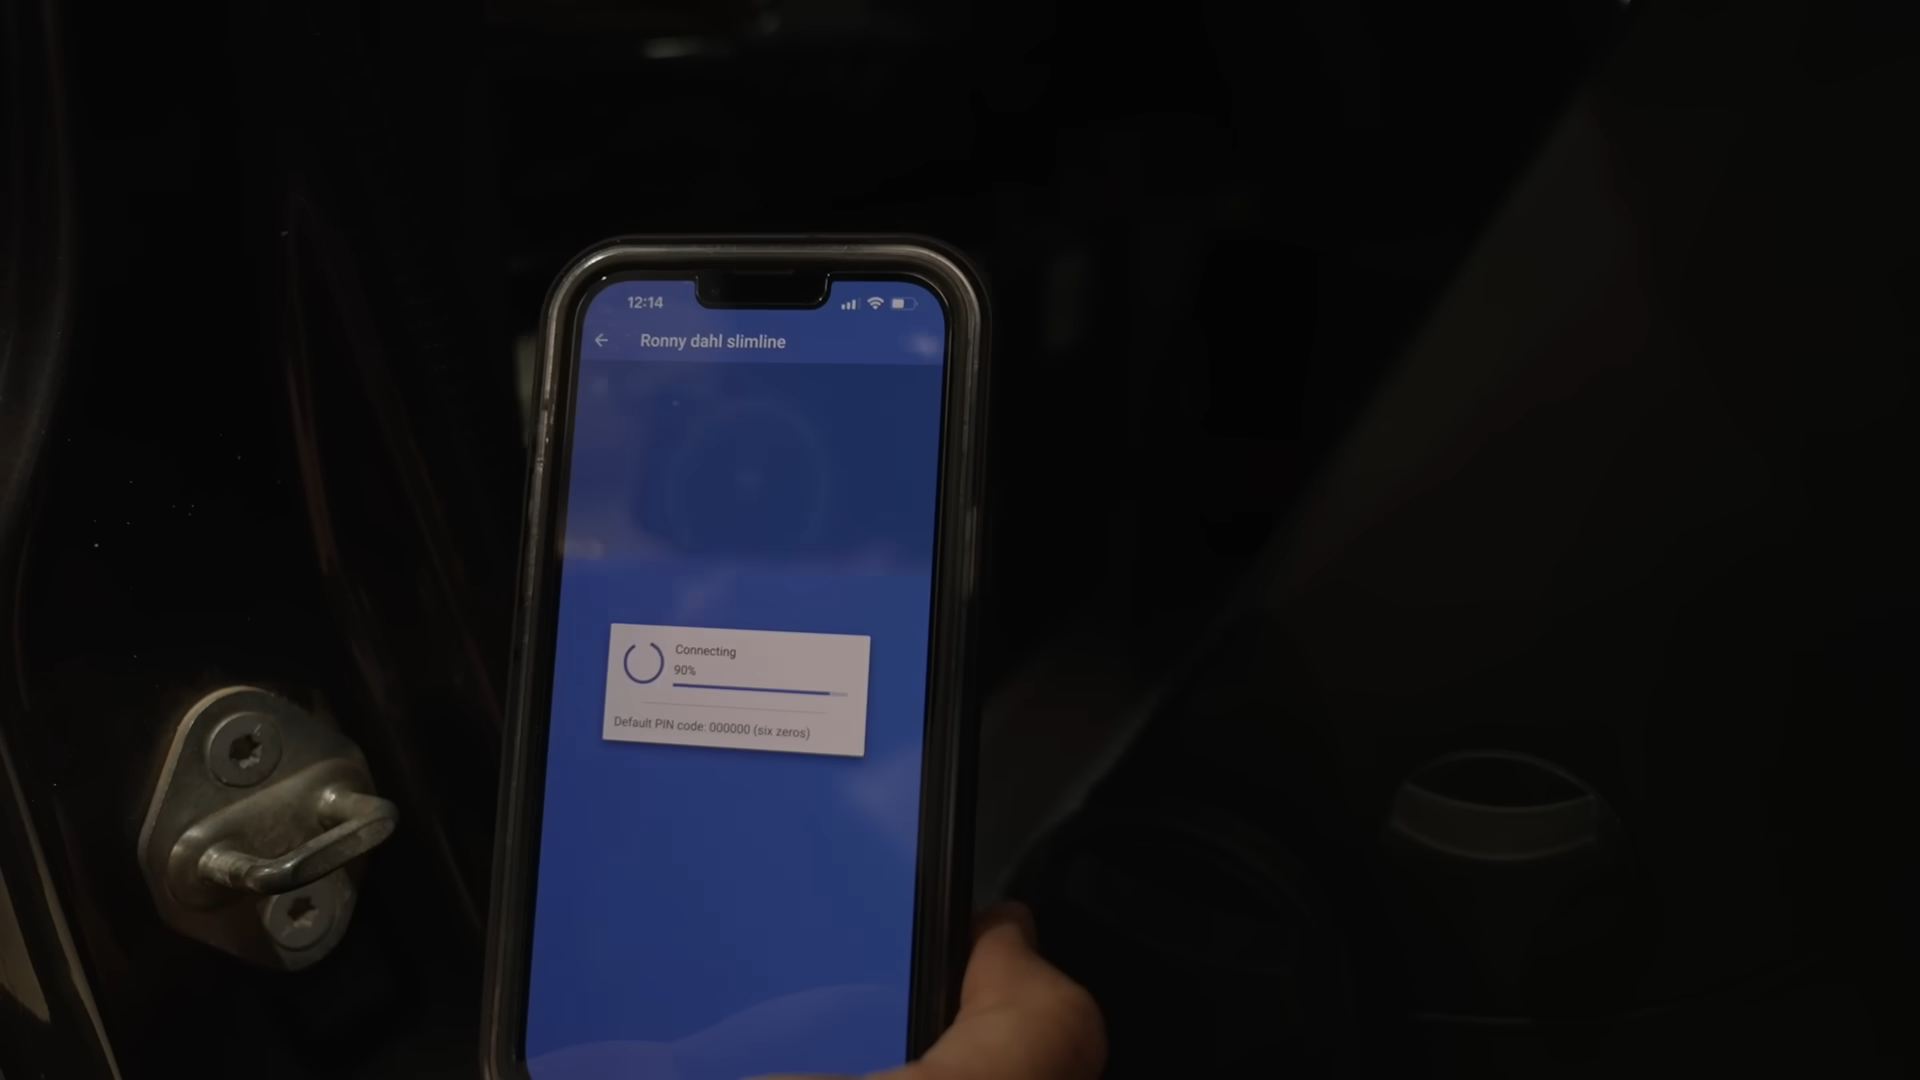 12:14
Ronny dahl slimline
Connecting
90%
Default PIN code: 000000 (six zeros)